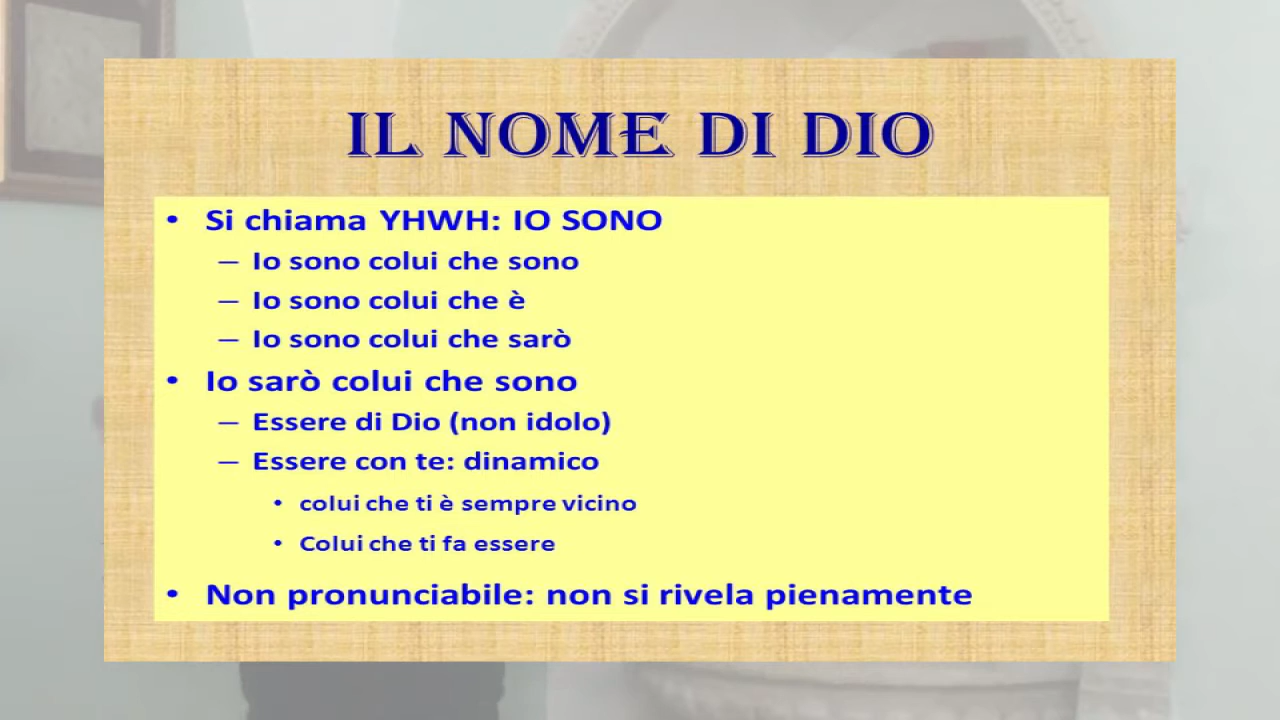 IL NOME DI DIO
• Si chiama YHWH: IO SONO
– Io sono colui che sono
– Io sono colui che è
– Io sono colui che sarò
• Io sarò colui che sono
– Essere di Dio (non idolo)
– Essere con te: dinamico
• colui che ti è sempre vicino
• Colui che ti fa essere
• Non pronunciabile: non si rivela pienamente